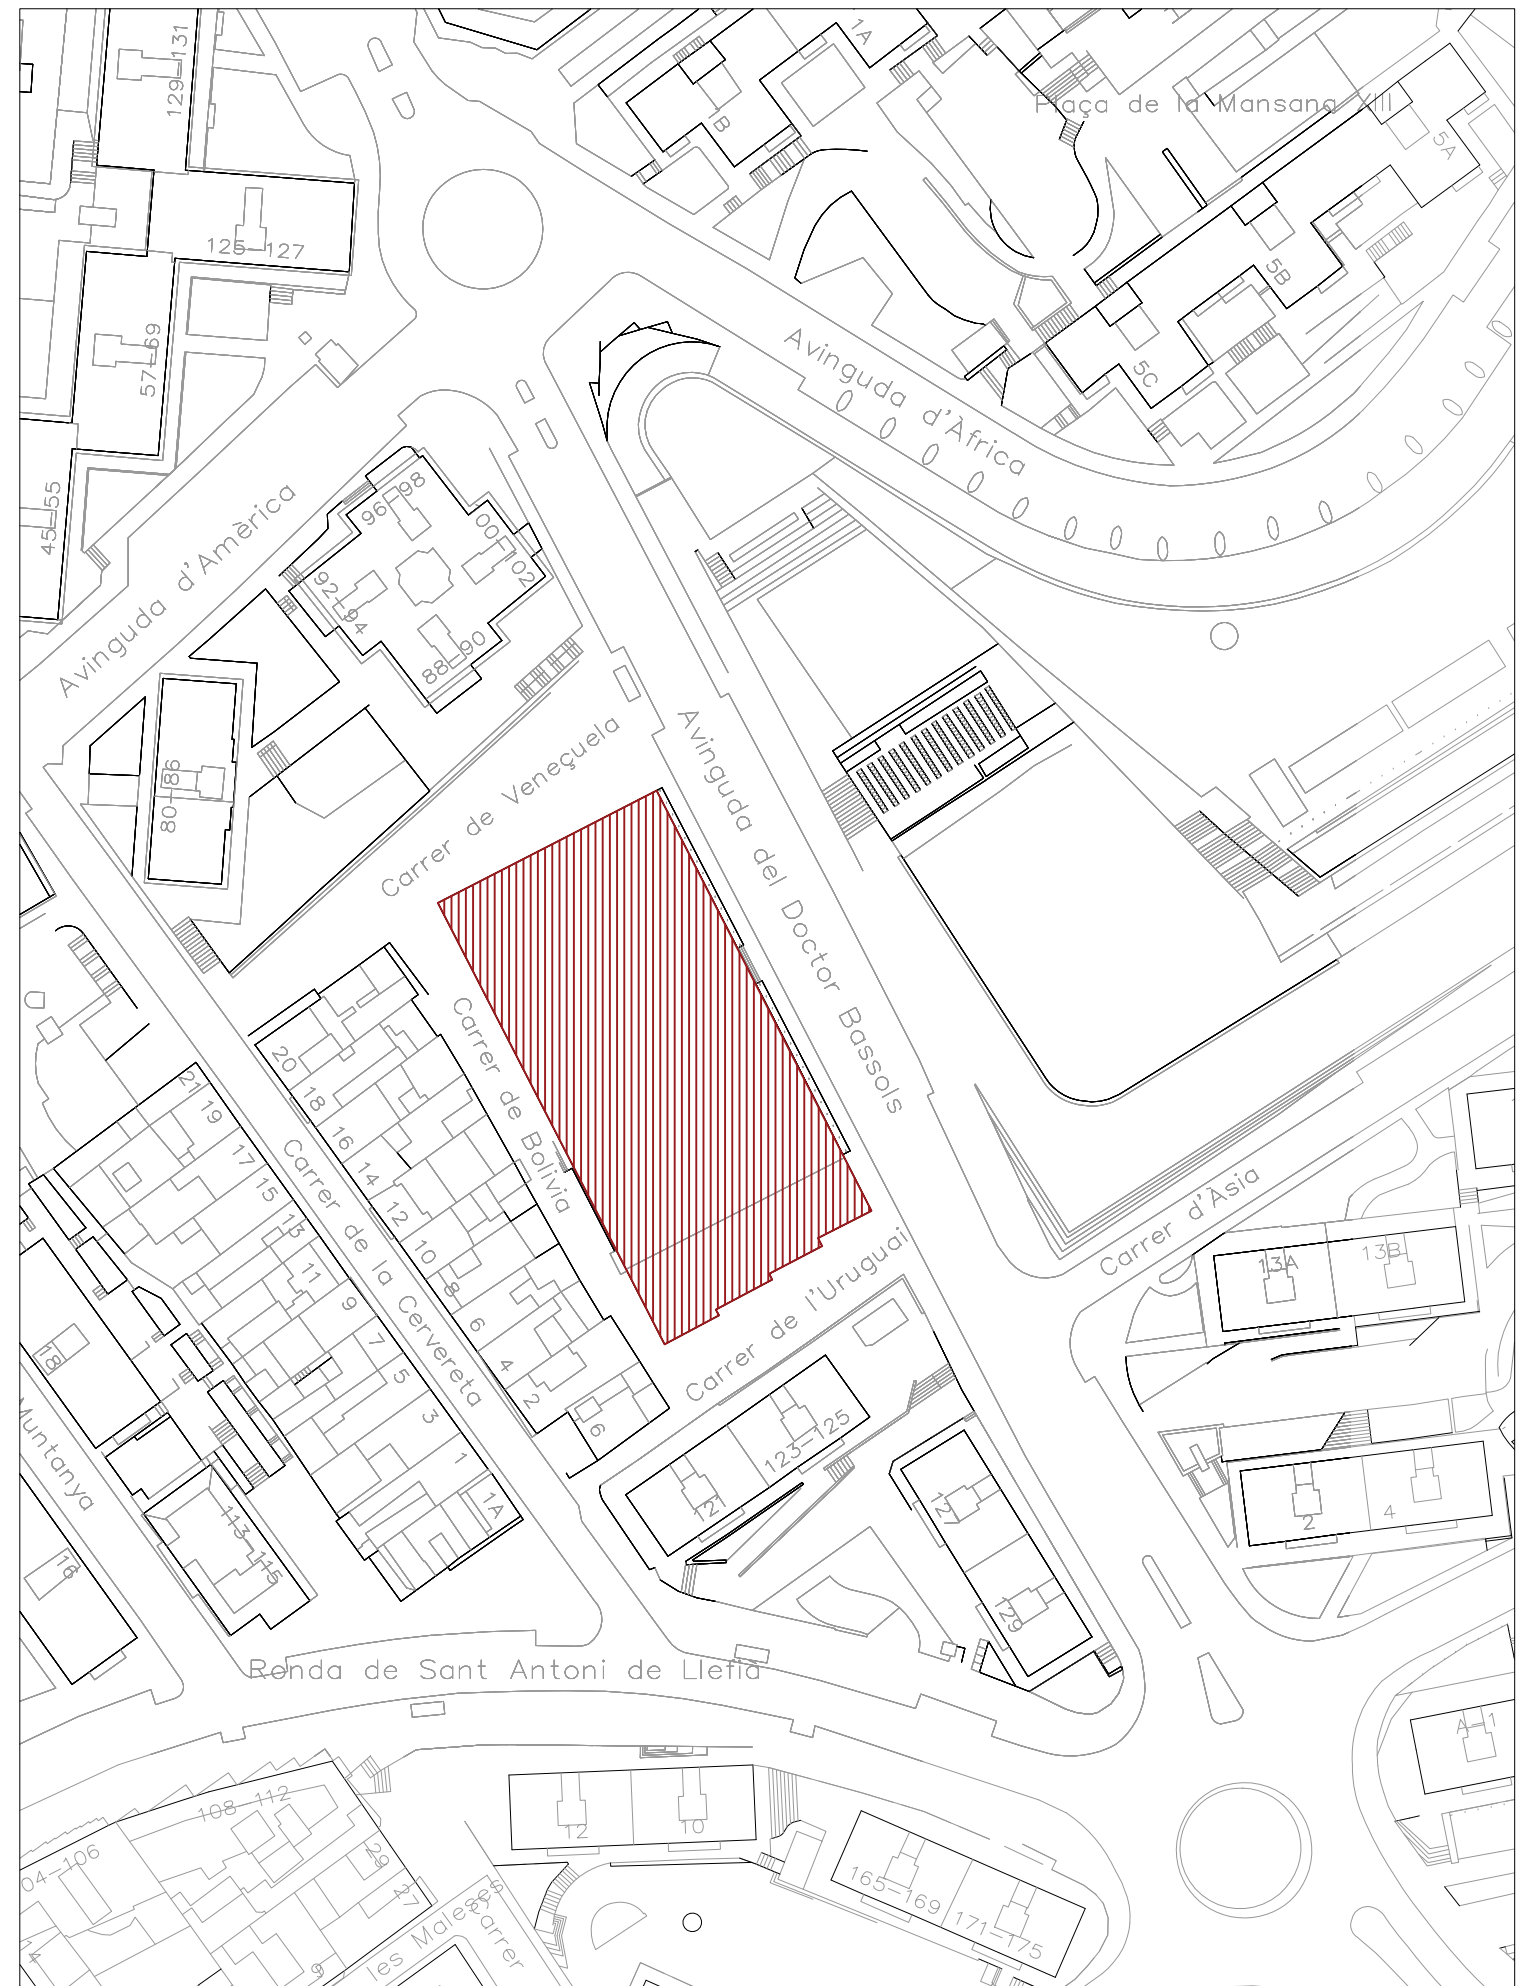 129-131
1A
1B
Plaça de la Mansana XIII
5A
125-127
5B
57-69
5C
Avinguda d'Àfrica
45-55
Avinguda d'Amèrica
96-98
100-102
92-94
88-90
80-86
Carrer de Veneçuela
Avinguda del Doctor Bassols
Carrer de Bolívia
20
18
16
14
12
10
8
6
4
2
6
21
19
17
15
13
11
9
7
5
3
1
1A
Carrer de la Cervereta
Carrer de l'Uruguai
Carrer d'Àsia
13A
13B
18
Muntanya
16
113-115
121
123-125
127
129
2
4
Ronda de Sant Antoni de Llefià
A-1
108-112
04-106
29
27
14
9
les Maleses
Carrer
12
10
165-169
171-175